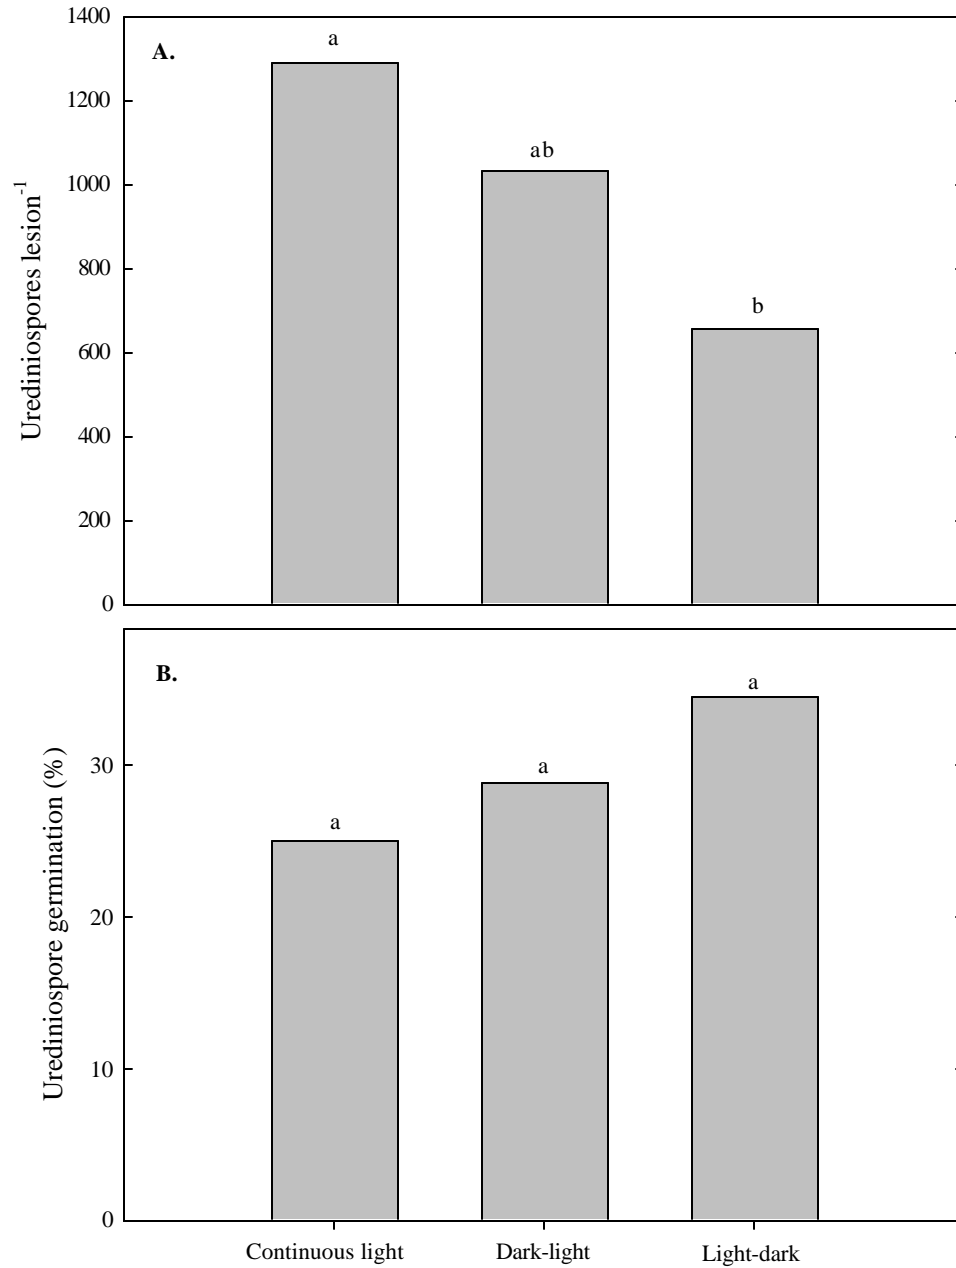 1400
A.
a
1200
ab
1000
800
b
600
400
200
0
Urediniospores lesion⁻¹
B.
a
30
a
a
20
10
0
Urediniospore germination (%)
Continuous light Dark-light Light-dark